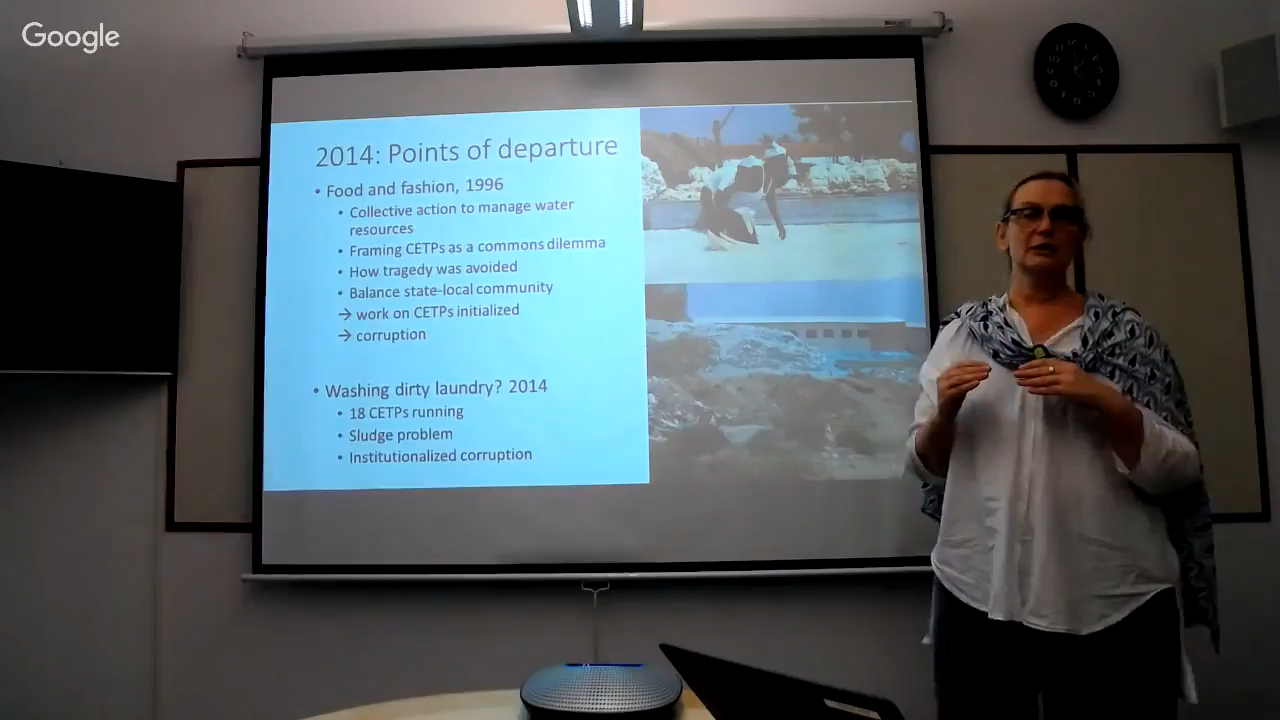 Google
2014: Points of departure
• Food and fashion, 1996
• Collective action to manage water
resources
• Framing CETPs as a commons dilemma
• How tragedy was avoided
• Balance state-local community
→ work on CETPs initialized
→ corruption
• Washing dirty laundry? 2014
• 18 CETPs running
• Sludge problem
• Institutionalized corruption